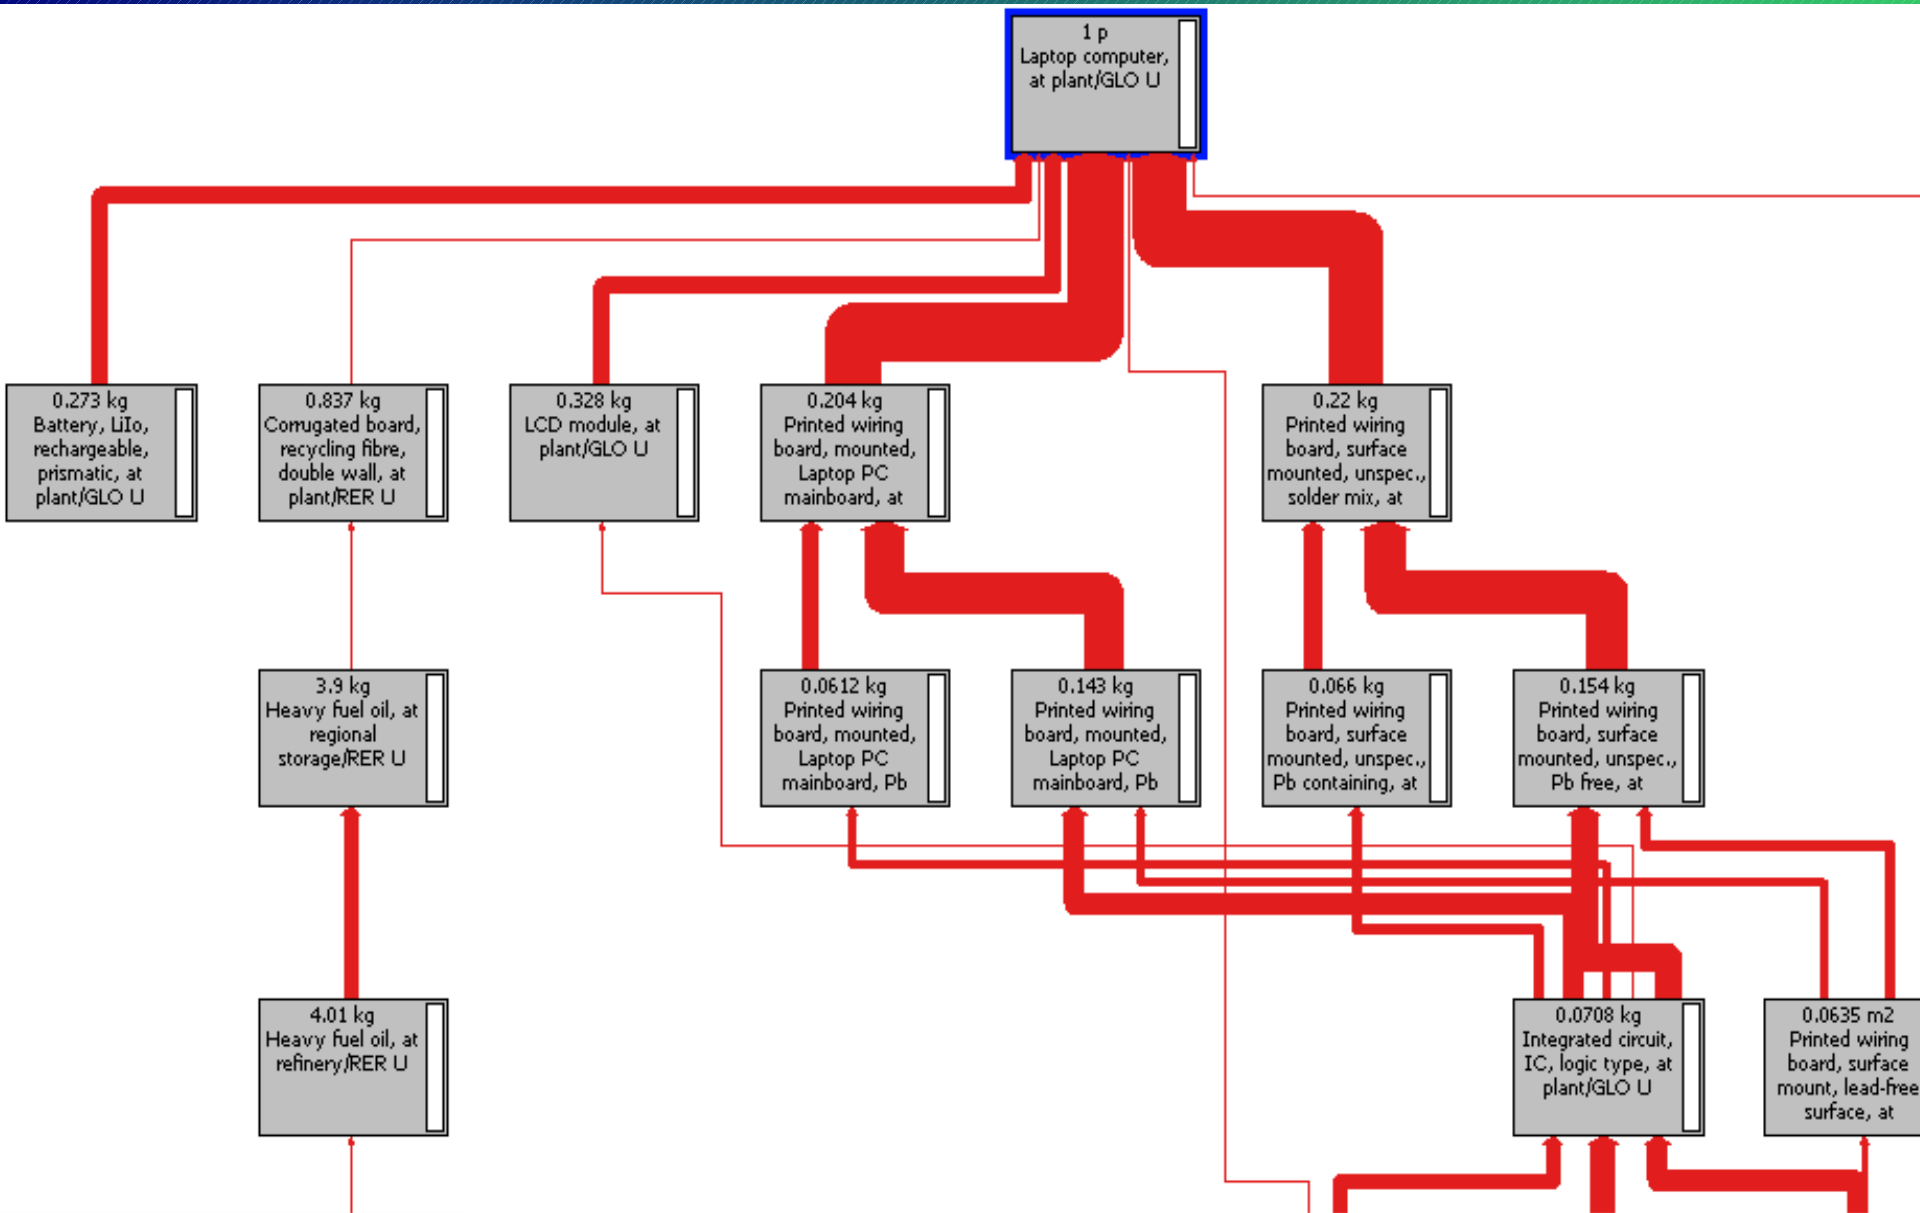 1 p
Laptop computer,
at plant/GLO U
0.273 kg
Battery, LiIo,
rechargeable,
prismatic, at
plant/GLO U
0.837 kg
Corrugated board,
recycling fibre,
double wall, at
plant/RER U
0.328 kg
LCD module, at
plant/GLO U
0.204 kg
Printed wiring
board, mounted,
Laptop PC
mainboard, at
0.22 kg
Printed wiring
board, surface
mounted, unspec.,
solder mix, at
3.9 kg
Heavy fuel oil, at
regional
storage/RER U
0.0612 kg
Printed wiring
board, mounted,
Laptop PC
mainboard, Pb
0.143 kg
Printed wiring
board, mounted,
Laptop PC
mainboard, Pb
0.066 kg
Printed wiring
board, surface
mounted, unspec.,
Pb containing, at
0.154 kg
Printed wiring
board, surface
mounted, unspec.,
Pb free, at
4.01 kg
Heavy fuel oil, at
refinery/RER U
0.0708 kg
Integrated circuit,
IC, logic type, at
plant/GLO U
0.0635 m2
Printed wiring
board, surface
mount, lead-free
surface, at